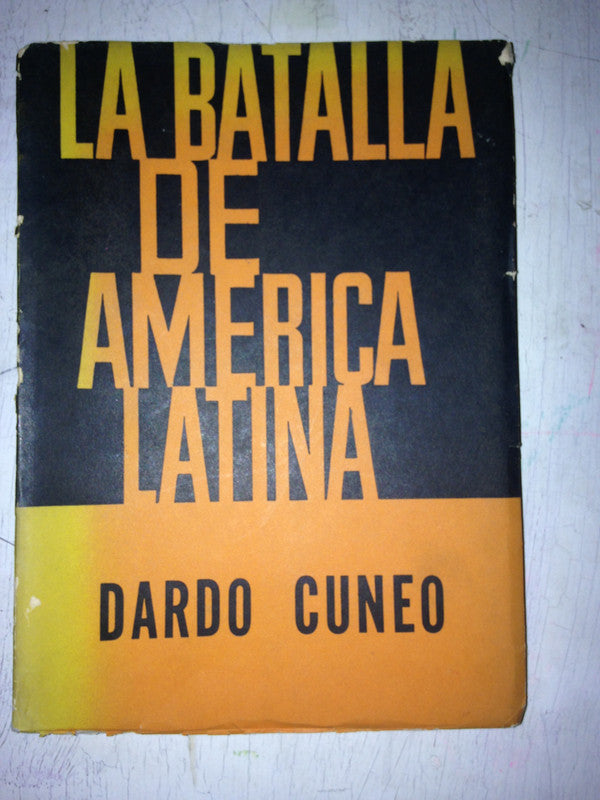 LA BATALLA
DE
AMERICA
LATINA
DARDO CUNEO